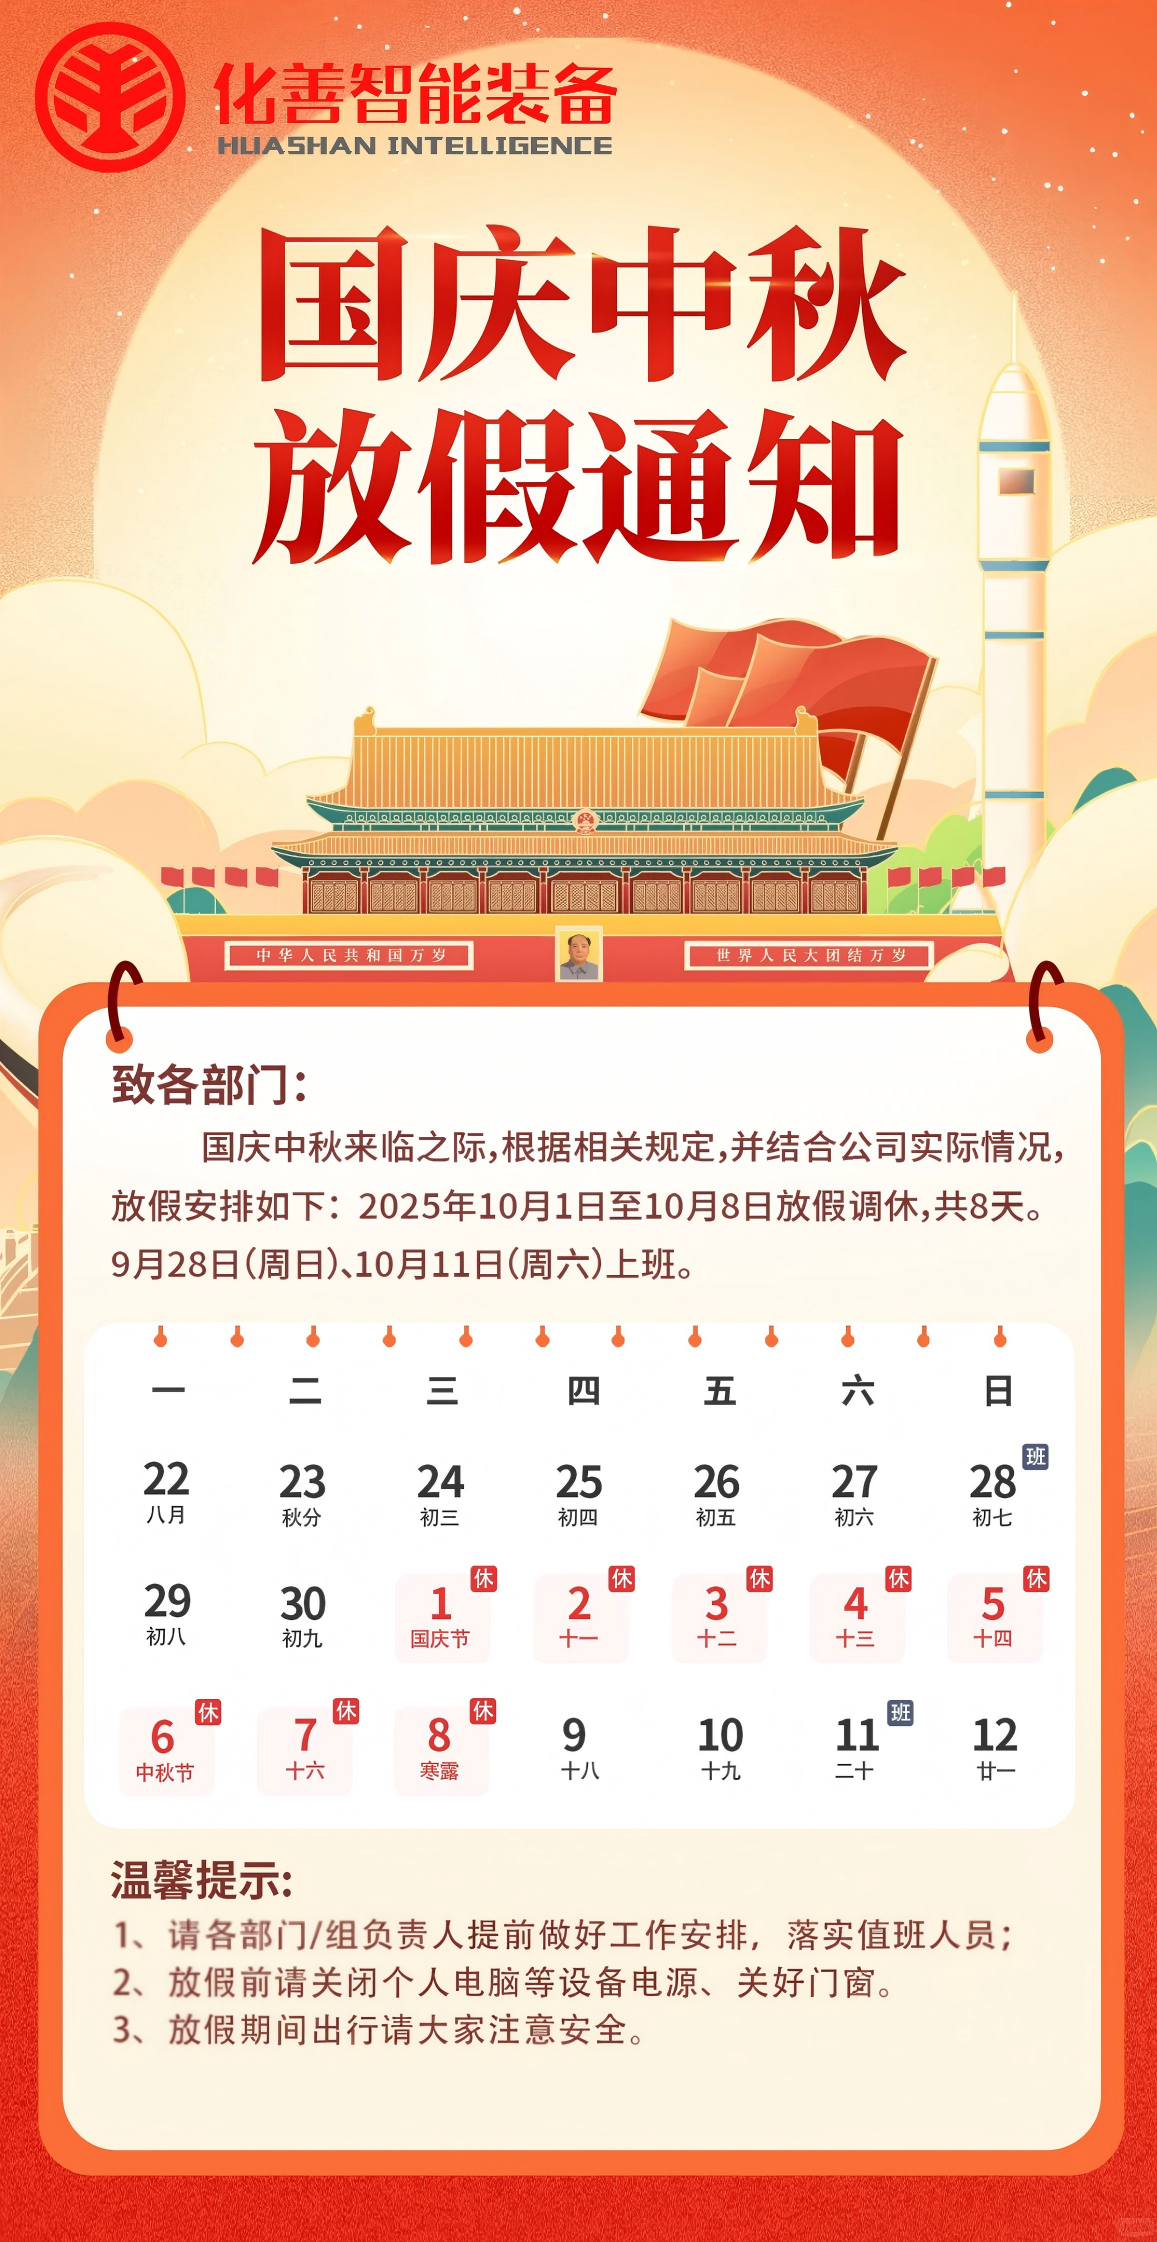 化善智能装备
HUASHAN INTELLIGENCE
国庆中秋
放假通知
中华人民共和国万岁
世界人民大团结万岁
致各部门：
国庆中秋来临之际,根据相关规定,并结合公司实际情况,
放假安排如下：2025年10月1日至10月8日放假调休,共8天。
9月28日(周日)、10月11日(周六)上班。
一 二 三 四 五 六 日
22 23 24 25 26 27 28 班
八月 秋分 初三 初四 初五 初六 初七
29 30 1 休 2 休 3 休 4 休 5 休
初八 初九 国庆节 十一 十二 十三 十四
6 休 7 休 8 休 9 10 11 班 12
中秋节 十六 寒露 十八 十九 二十 廿一
温馨提示:
1、请各部门/组负责人提前做好工作安排，落实值班人员；
2、放假前请关闭个人电脑等设备电源、关好门窗。
3、放假期间出行请大家注意安全。